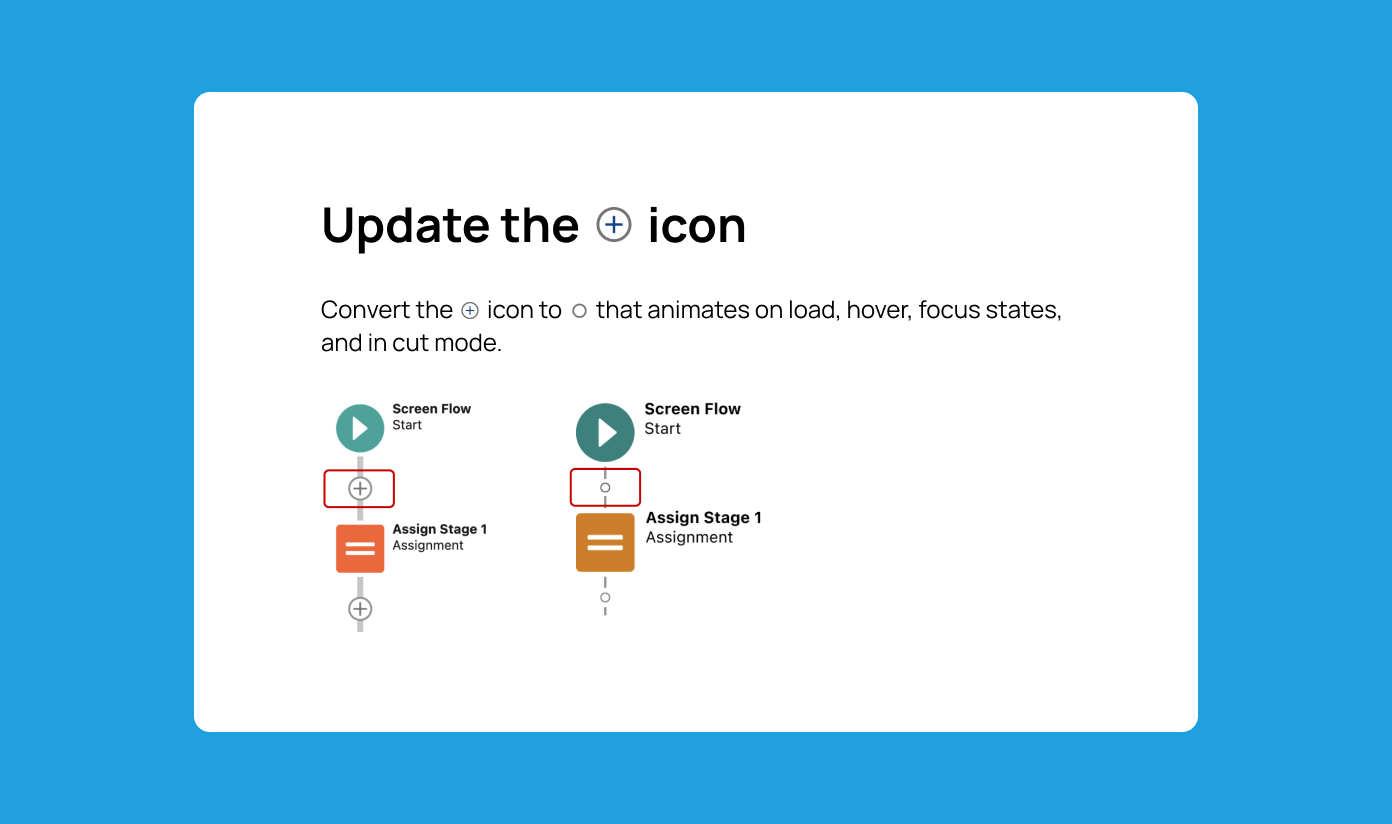 Update the icon
Convert the icon to that animates on load, hover, focus states,
and in cut mode.
Screen Flow
Start
Assign Stage 1
Assignment
Screen Flow
Start
Assign Stage 1
Assignment